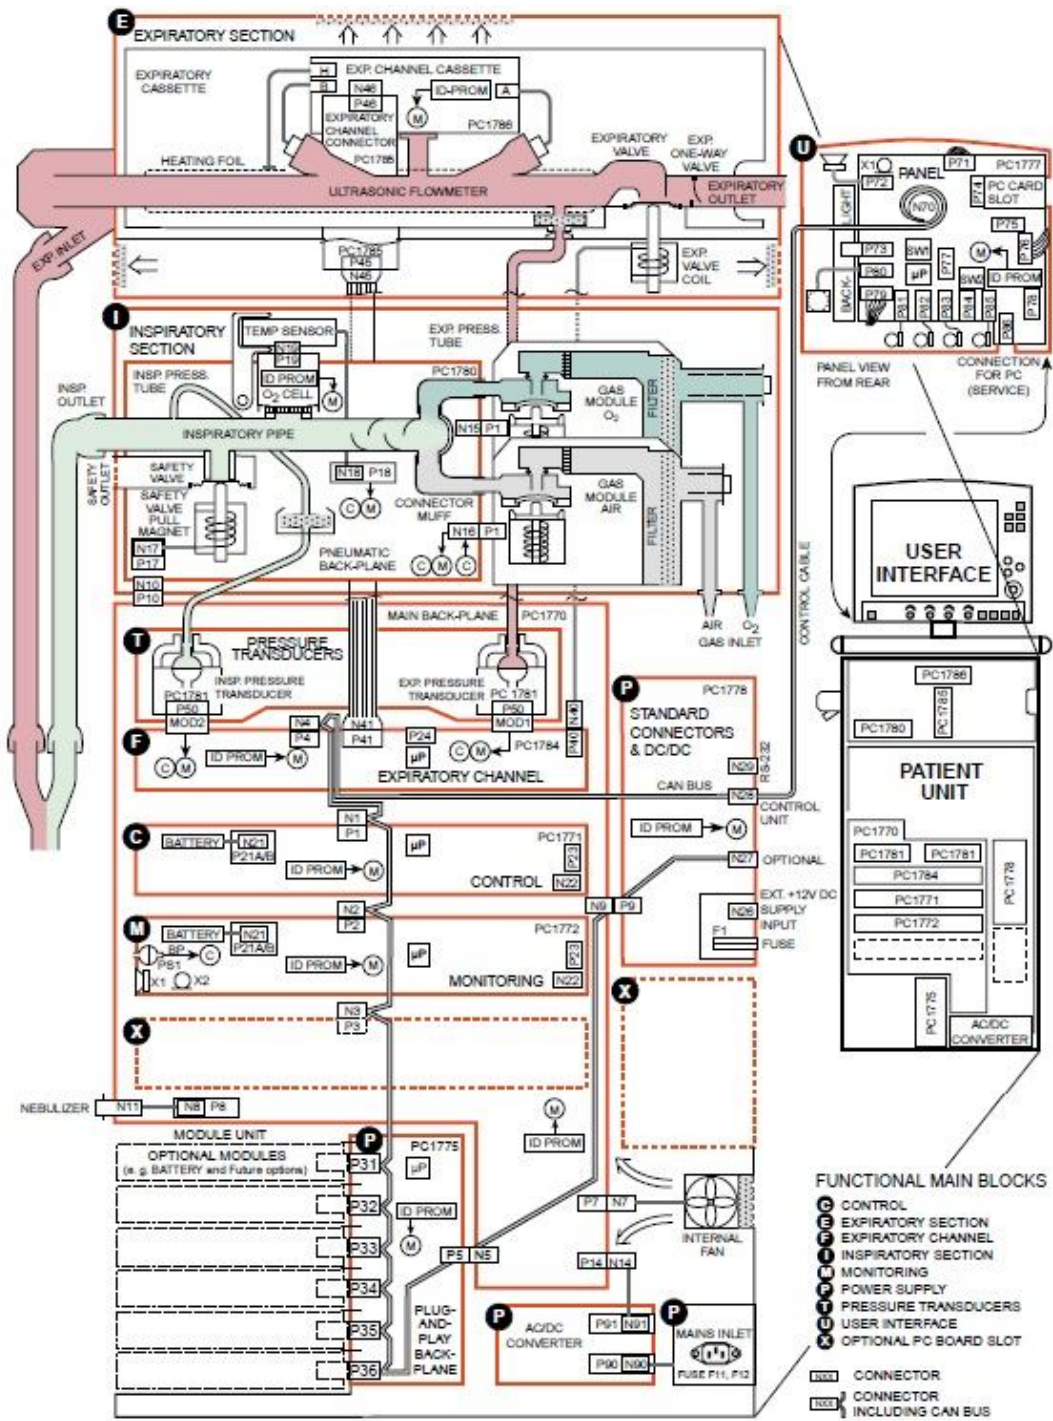 E
EXPIRATORY SECTION
EXPIRATORY
CASSETTE
H
B
EXP. CHANNEL CASSETTE
N46
P46
ID-PROM
A
M
EXPIRATORY
CHANNEL
CONNECTOR
PC1786
PC1785
HEATING FOIL
ULTRASONIC FLOWMETER
EXPIRATORY
VALVE
EXP.
ONE-WAY
VALVE
EXPIRATORY
OUTLET
EXP. INLET
PC1785
P45
N45
EXP.
VALVE
COIL
U
X1
P72
P71
PC1777
PANEL
N70
P74
PC CARD
SLOT
P75
P76
LIGHT
BACK-
P73
P80
P79
SW1
µP
P77
M
SW2
ID PROM
P81
P82
P83
P84
P85
P86
P78
PANEL VIEW
FROM REAR
CONNECTION
FOR PC
(SERVICE)
I
INSPIRATORY
SECTION
TEMP SENSOR
N19
P19
ID PROM
O2 CELL
M
EXP. PRESS.
TUBE
INSP. PRESS.
TUBE
PC1780
INSP.
OUTLET
INSPIRATORY PIPE
N15 P1
GAS
MODULE
O2
FILTER
SAFETY
OUTLET
SAFETY
VALVE
SAFETY
VALVE
PULL
MAGNET
N18 P18
C M
CONNECTOR
MUFF
GAS
MODULE
AIR
FILTER
N16 P1
C M C
N17
P17
PNEUMATIC
BACK-PLANE
N10
P10
AIR O2
GAS INLET
CONTROL CABLE
USER
INTERFACE
MAIN BACK-PLANE PC1770
T
PRESSURE
TRANSDUCERS
INSP. PRESSURE
TRANSDUCER
PC1781
P50
MOD2
EXP. PRESSURE
TRANSDUCER
PC 1781
P50
MOD1
N4
P4
N41
P41
N40
P40
F
C M
ID PROM
M
P24
µP
C M
PC1784
EXPIRATORY CHANNEL
P
PC1778
STANDARD
CONNECTORS
& DC/DC
N29
RS-232
CAN BUS
N28
CONTROL
UNIT
ID PROM
M
N27
OPTIONAL
N9 P9
EXT. +12V DC
SUPPLY
INPUT
N26
F1
FUSE
N1
P1
C
BATTERY
N21
P21A/B
ID PROM
M
µP
PC1771
P23
N22
CONTROL
N2
P2
M
BATTERY
N21
P21A/B
BP
C
PS1
X1
X2
ID PROM
M
µP
PC1772
P23
N22
MONITORING
N3
P3
X
X
PC1786
PC1785
PC1780
PATIENT
UNIT
PC1770
PC1781
PC1781
PC1784
PC1771
PC1772
PC1778
PC1775
AC/DC
CONVERTER
NEBULIZER
N11
N8 P8
M
ID PROM
MODULE UNIT
OPTIONAL MODULES
(e. g. BATTERY and Future options)
P
PC1775
P31
µP
P32
ID PROM
M
P33
P34
P35
P36
P5 N5
PLUG-
AND-
PLAY
BACK-
PLANE
P7 N7
INTERNAL
FAN
P14 N14
P
AC/DC
CONVERTER
P91 N91
P90 N90
P
MAINS INLET
FUSE F11, F12
FUNCTIONAL MAIN BLOCKS
C CONTROL
E EXPIRATORY SECTION
F EXPIRATORY CHANNEL
I INSPIRATORY SECTION
M MONITORING
P POWER SUPPLY
T PRESSURE TRANSDUCERS
U USER INTERFACE
X OPTIONAL PC BOARD SLOT
NXX CONNECTOR
NXX CONNECTOR
INCLUDING CAN BUS